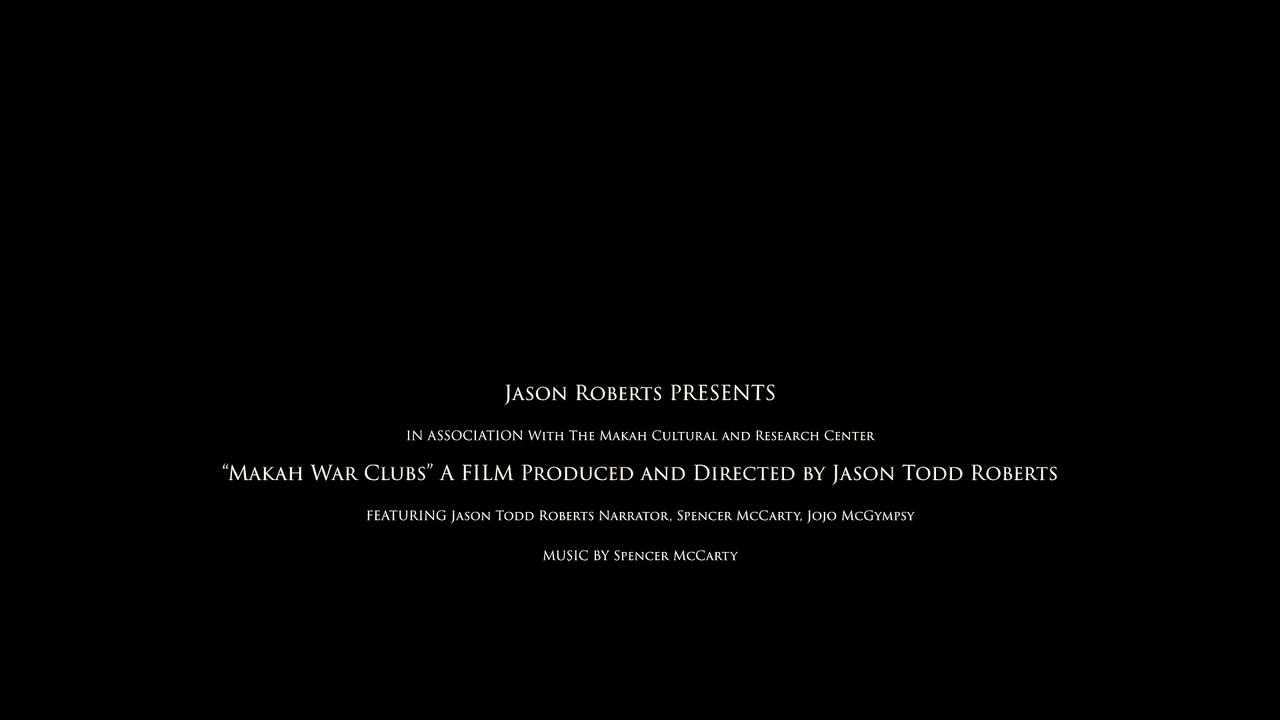 Jason Roberts PRESENTS
IN ASSOCIATION With The Makah Cultural and Research Center
“Makah War Clubs” A FILM Produced and Directed by Jason Todd Roberts
FEATURING Jason Todd Roberts Narrator, Spencer McCarty, Jojo McGympsy
MUSIC BY Spencer McCarty